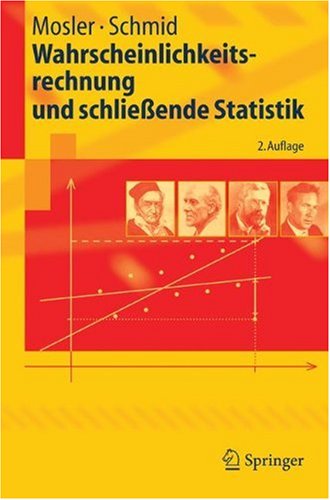 Mosler · Schmid
Wahrscheinlichkeits-
rechnung
und schließende Statistik
2. Auflage
Springer